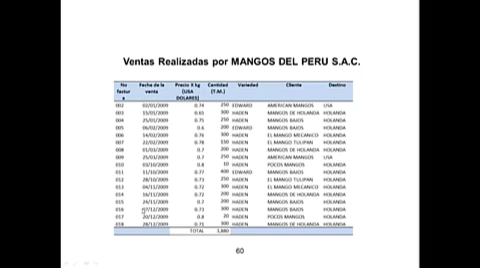 Ventas Realizadas por MANGOS DEL PERU S.A.C.
No factura Fecha de la venta Precio X kg (USA DOLARES) Cantidad (T.M.) Variedad Cliente Destino
002 02/01/2009 0.74 250 EDWARD AMERICAN MANGOS USA
003 15/01/2009 0.65 300 HADEN MANGOS DE HOLANDA HOLANDA
004 25/01/2009 0.75 250 HADEN MANGOS BAJOS HOLANDA
005 06/02/2009 0.6 200 EDWARD MANGOS BAJOS HOLANDA
006 14/02/2009 0.76 300 HADEN EL MANGO MECANICO HOLANDA
007 22/02/2009 0.78 150 HADEN EL MANGO TULIPAN HOLANDA
008 01/03/2009 0.7 200 HADEN MANGOS DE HOLANDA HOLANDA
009 25/03/2009 0.7 250 HADEN AMERICAN MANGOS USA
010 03/10/2009 0.8 10 HADEN POCOS MANGOS HOLANDA
011 11/10/2009 0.77 400 EDWARD MANGOS BAJOS HOLANDA
012 28/10/2009 0.73 250 HADEN EL MANGO TULIPAN HOLANDA
013 04/11/2009 0.72 300 HADEN EL MANGO MECANICO HOLANDA
014 16/11/2009 0.72 200 HADEN MANGOS DE HOLANDA HOLANDA
015 24/11/2009 0.7 200 HADEN MANGOS BAJOS HOLANDA
016 07/12/2009 0.73 300 HADEN MANGOS BAJOS HOLANDA
017 20/12/2009 0.8 20 HADEN POCOS MANGOS HOLANDA
018 28/12/2009 0.71 300 HADEN MANGOS DE HOLANDA HOLANDA
TOTAL 3,880
60